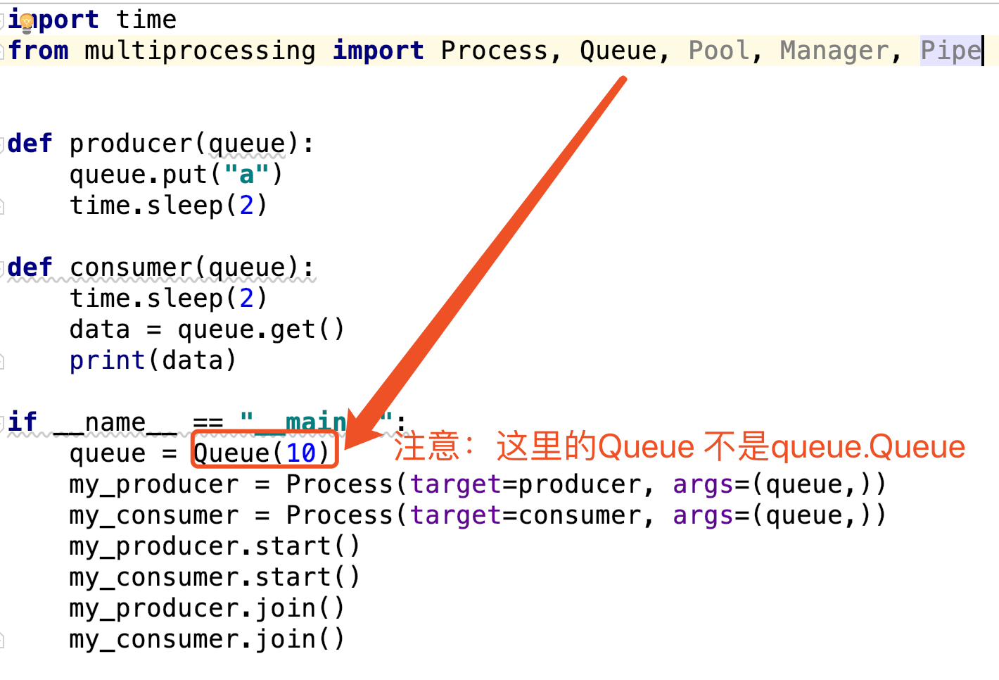 import time
from multiprocessing import Process, Queue, Pool, Manager, Pipe
def producer(queue):
    queue.put("a")
    time.sleep(2)
def consumer(queue):
    time.sleep(2)
    data = queue.get()
    print(data)
if __name__ == "__main__":
    queue = Queue(10)
注意：这里的Queue 不是queue.Queue
    my_producer = Process(target=producer, args=(queue,))
    my_consumer = Process(target=consumer, args=(queue,))
    my_producer.start()
    my_consumer.start()
    my_producer.join()
    my_consumer.join()